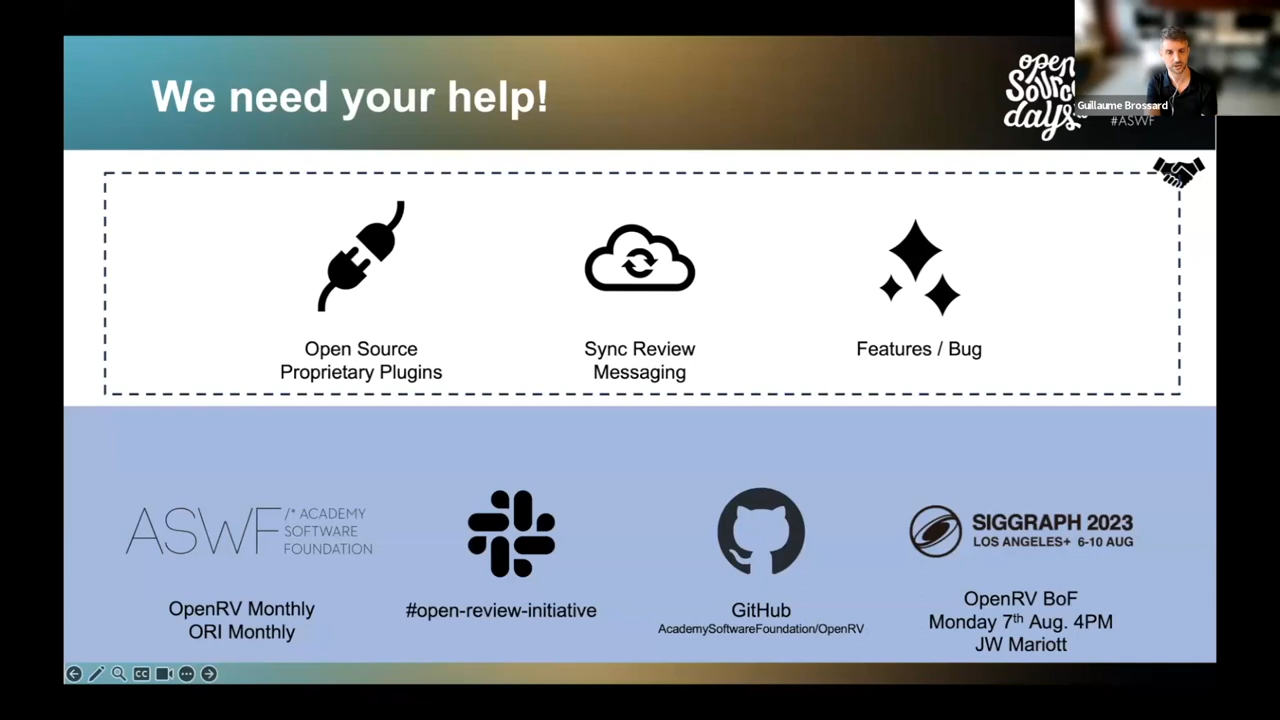 We need your help!
open
Source
days
#ASWF
Guillaume Brossard
Open Source
Proprietary Plugins
Sync Review
Messaging
Features / Bug
ASWF
/* ACADEMY
SOFTWARE
FOUNDATION
SIGGRAPH 2023
LOS ANGELES+ 6-10 AUG
OpenRV Monthly
ORI Monthly
#open-review-initiative
GitHub
AcademySoftwareFoundation/OpenRV
OpenRV BoF
Monday 7th Aug. 4PM
JW Mariott
CC